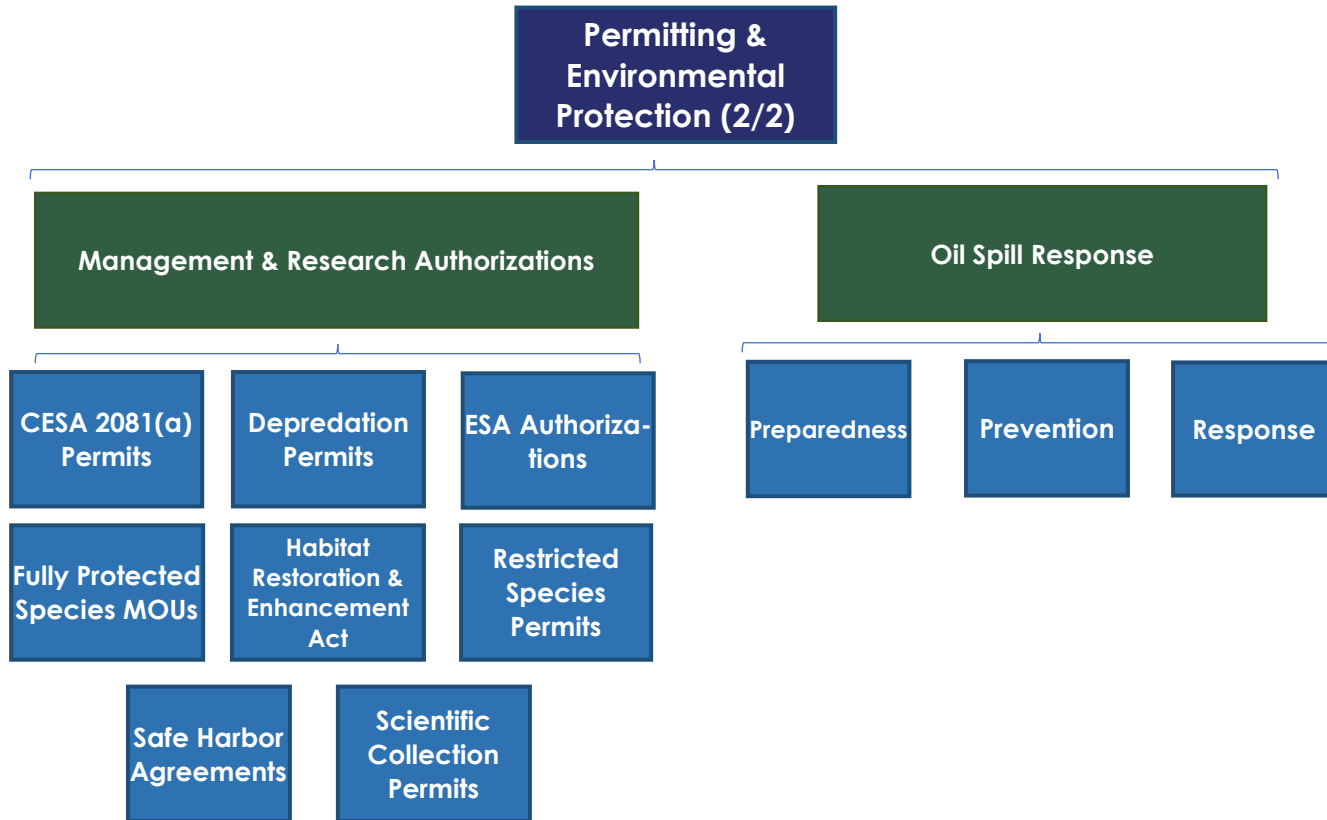 Permitting &
Environmental
Protection (2/2)
Management & Research Authorizations
Oil Spill Response
CESA 2081(a)
Permits
Depredation
Permits
ESA Authoriza-
tions
Preparedness
Prevention
Response
Fully Protected
Species MOUs
Habitat
Restoration &
Enhancement
Act
Restricted
Species
Permits
Safe Harbor
Agreements
Scientific
Collection
Permits